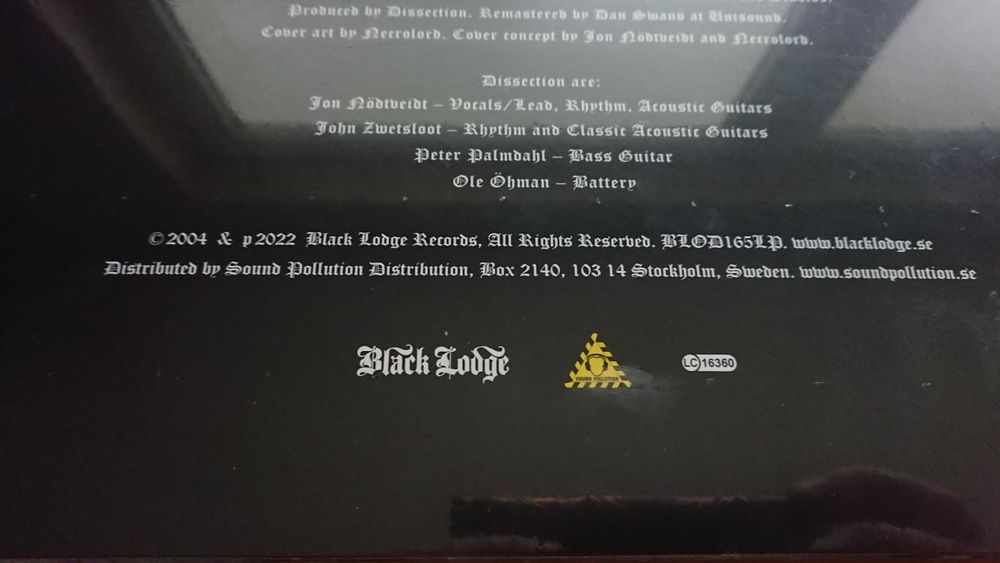 Produced by Dissection. Remastered by Dan Swanö at Unisound.
Cover art by Necrolord. Cover concept by Jon Nödtveidt and Necrolord.
Dissection are:
Jon Nödtveidt – Vocals/Lead, Rhythm, Acoustic Guitars
John Zwetsloot – Rhythm and Classic Acoustic Guitars
Peter Palmdahl – Bass Guitar
Ole Öhman – Battery
© 2004 & p 2022 Black Lodge Records, All Rights Reserved. BLOD165LP. www.blacklodge.se
Distributed by Sound Pollution Distribution, Box 2140, 103 14 Stockholm, Sweden. www.soundpollution.se
Black Lodge
SOUND POLLUTION
LC 16360